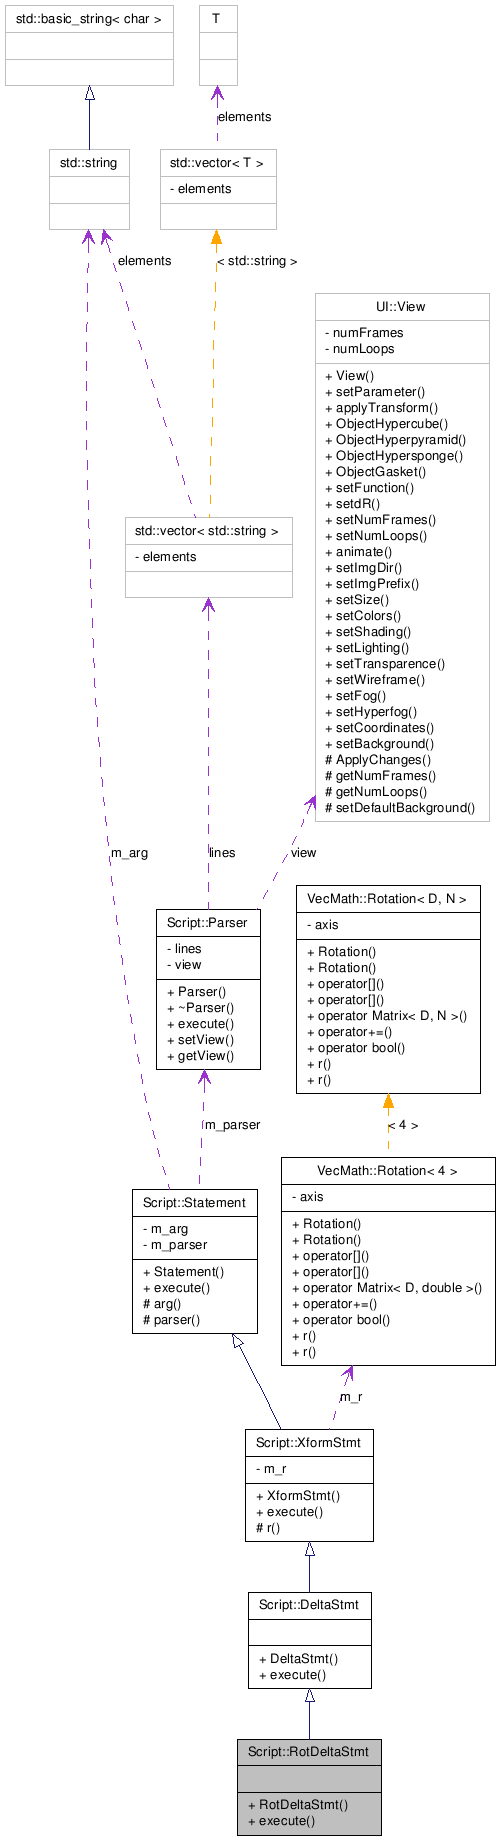 std::basic_string< char >
T
elements
std::string
std::vector< T >
- elements
elements
< std::string >
UI::View
- numFrames
- numLoops
+ View()
+ setParameter()
+ applyTransform()
+ ObjectHypercube()
+ ObjectHyperpyramid()
+ ObjectHypersponge()
+ ObjectGasket()
+ setFunction()
+ setdR()
+ setNumFrames()
+ setNumLoops()
+ animate()
+ setImgDir()
+ setImgPrefix()
+ setSize()
+ setColors()
+ setShading()
+ setLighting()
+ setTransparence()
+ setWireframe()
+ setFog()
+ setHyperfog()
+ setCoordinates()
+ setBackground()
# ApplyChanges()
# getNumFrames()
# getNumLoops()
# setDefaultBackground()
std::vector< std::string >
- elements
m_arg
lines
view
Script::Parser
- lines
- view
+ Parser()
+ ~Parser()
+ execute()
+ setView()
+ getView()
VecMath::Rotation< D, N >
- axis
+ Rotation()
+ Rotation()
+ operator[]()
+ operator[]()
+ operator Matrix< D, N >()
+ operator+=()
+ operator bool()
+ r()
+ r()
m_parser
< 4 >
Script::Statement
- m_arg
- m_parser
+ Statement()
+ execute()
# arg()
# parser()
VecMath::Rotation< 4 >
- axis
+ Rotation()
+ Rotation()
+ operator[]()
+ operator[]()
+ operator Matrix< D, double >()
+ operator+=()
+ operator bool()
+ r()
+ r()
m_r
Script::XformStmt
- m_r
+ XformStmt()
+ execute()
# r()
Script::DeltaStmt
+ DeltaStmt()
+ execute()
Script::RotDeltaStmt
+ RotDeltaStmt()
+ execute()